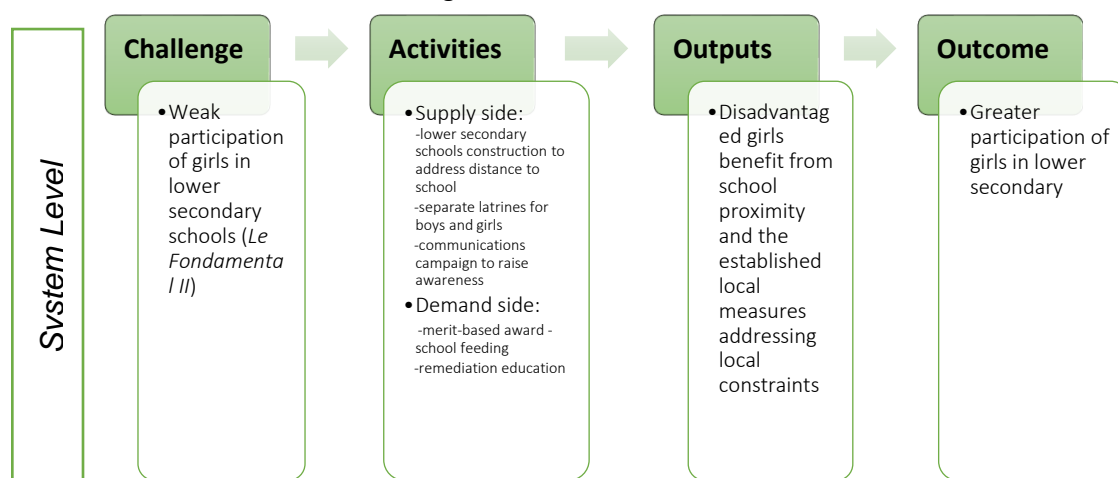 System Level
Challenge
•Weak
participation
of girls in
lower
secondary
schools (Le
Fondamenta
l II)
Activities
•Supply side:
-lower secondary
schools construction to
address distance to
school
-separate latrines for
boys and girls
-communications
campaign to raise
awareness
•Demand side:
-merit-based award -
school feeding
-remediation education
Outputs
•Disadvantag
ed girls
benefit from
school
proximity
and the
established
local
measures
addressing
local
constraints
Outcome
•Greater
participation of
girls in lower
secondary